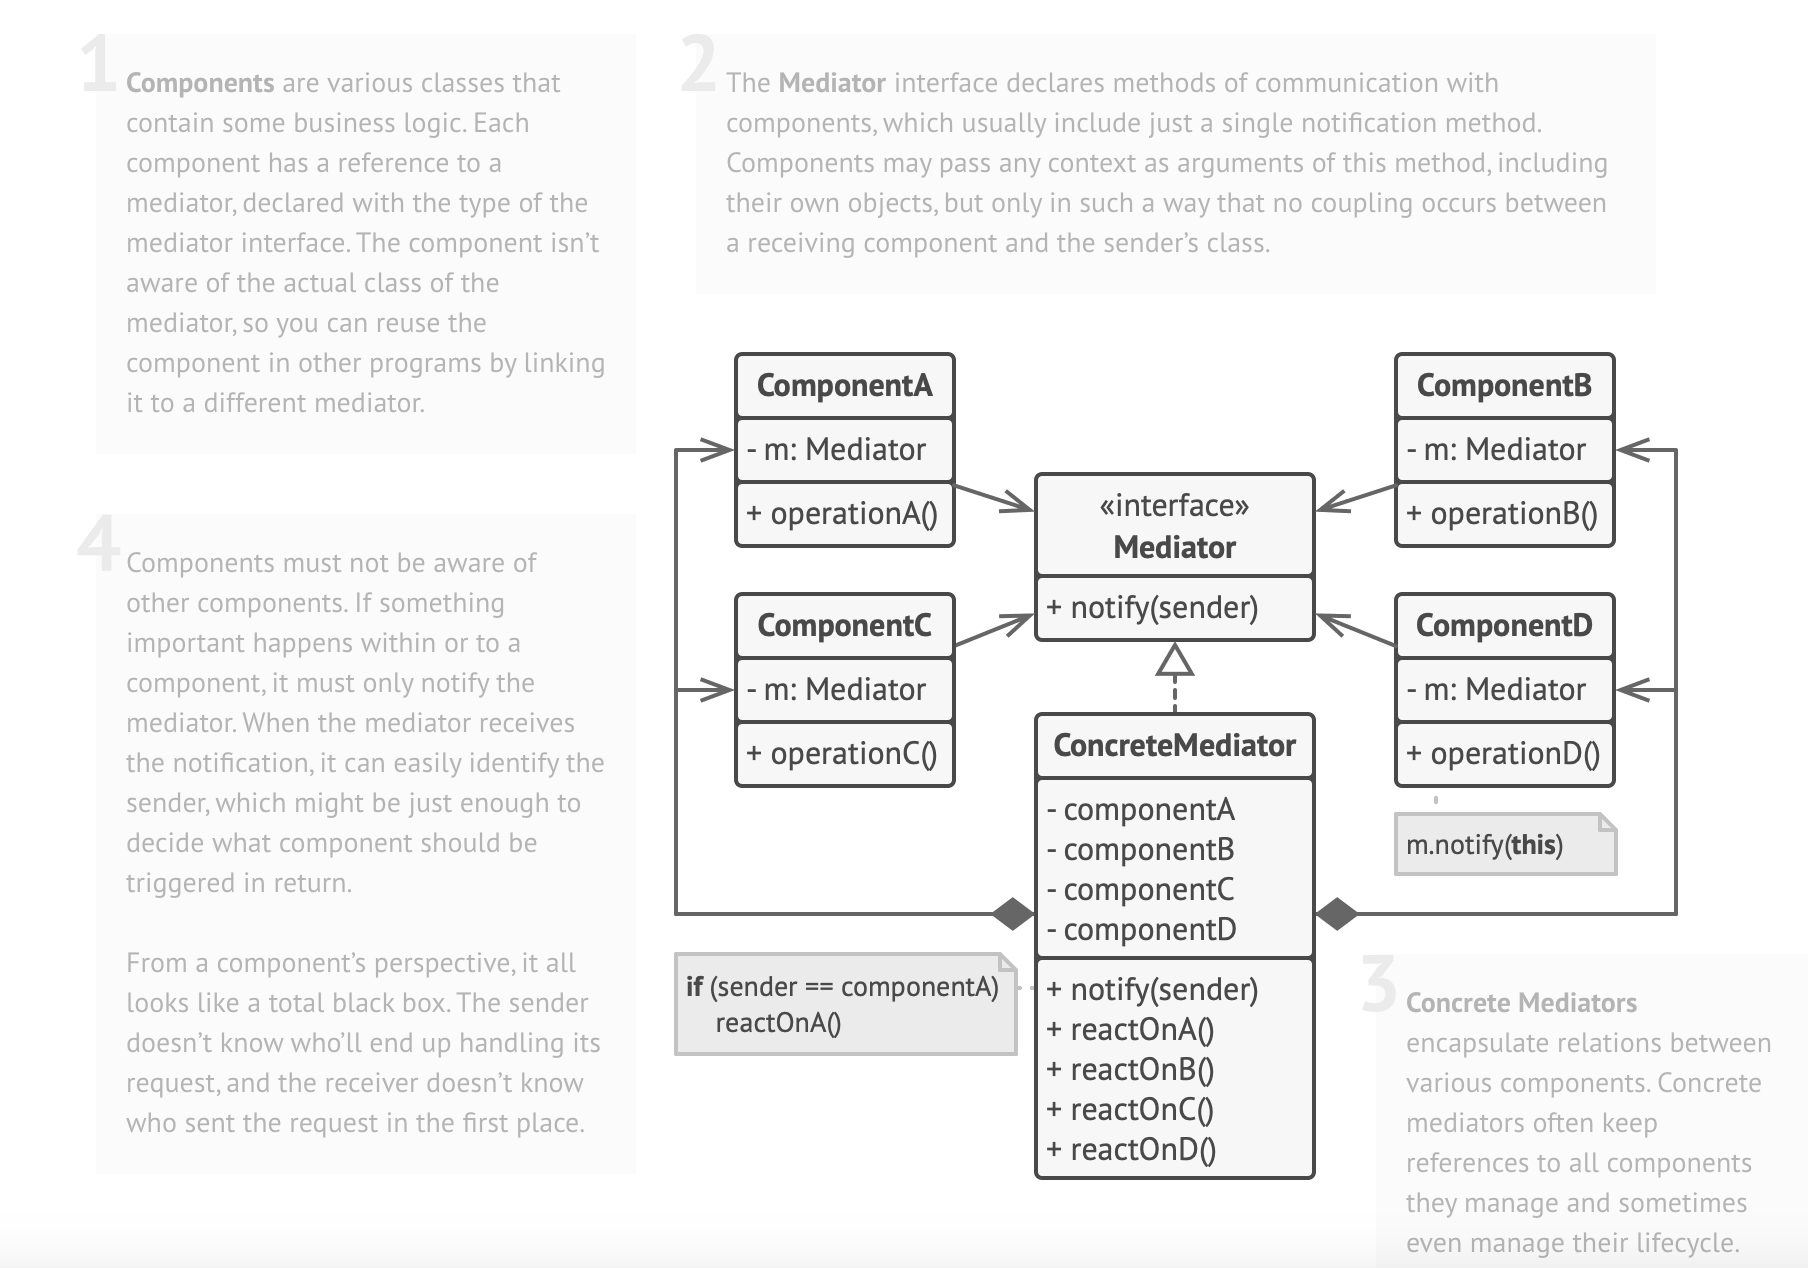 1
Components are various classes that
contain some business logic. Each
component has a reference to a
mediator, declared with the type of the
mediator interface. The component isn’t
aware of the actual class of the
mediator, so you can reuse the
component in other programs by linking
it to a different mediator.
2
The Mediator interface declares methods of communication with
components, which usually include just a single notification method.
Components may pass any context as arguments of this method, including
their own objects, but only in such a way that no coupling occurs between
a receiving component and the sender’s class.
ComponentA
- m: Mediator
+ operationA()
ComponentB
- m: Mediator
+ operationB()
«interface»
Mediator
+ notify(sender)
ComponentC
- m: Mediator
+ operationC()
ComponentD
- m: Mediator
+ operationD()
m.notify(this)
ConcreteMediator
- componentA
- componentB
- componentC
- componentD
+ notify(sender)
+ reactOnA()
+ reactOnB()
+ reactOnC()
+ reactOnD()
if (sender == componentA)
reactOnA()
3
Concrete Mediators
encapsulate relations between
various components. Concrete
mediators often keep
references to all components
they manage and sometimes
even manage their lifecycle.
4
Components must not be aware of
other components. If something
important happens within or to a
component, it must only notify the
mediator. When the mediator receives
the notification, it can easily identify the
sender, which might be just enough to
decide what component should be
triggered in return.
From a component’s perspective, it all
looks like a total black box. The sender
doesn’t know who’ll end up handling its
request, and the receiver doesn’t know
who sent the request in the first place.